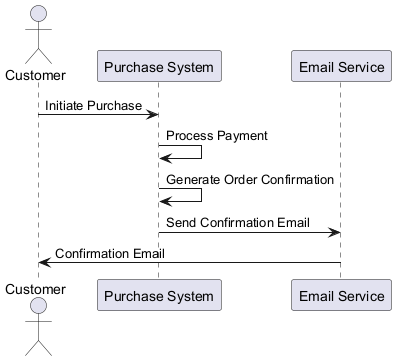 Customer
Purchase System
Email Service
Initiate Purchase
Process Payment
Generate Order Confirmation
Send Confirmation Email
Confirmation Email
Customer
Purchase System
Email Service